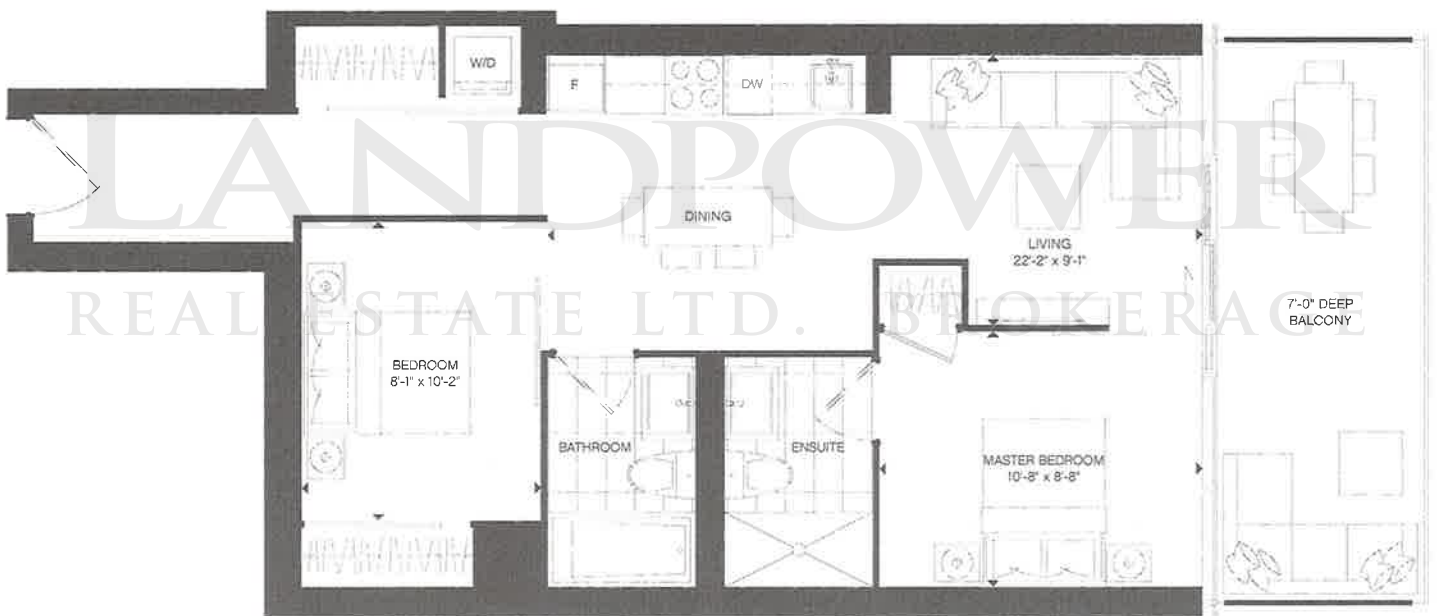 W/D
F
DW
LANDPOWER
REAL ESTATE LTD. BROKERAGE
DINING
LIVING
22'-2" x 9'-1"
7'-0" DEEP
BALCONY
BEDROOM
8'-1" x 10'-2"
BATHROOM
ENSUITE
MASTER BEDROOM
10'-8" x 8'-8"